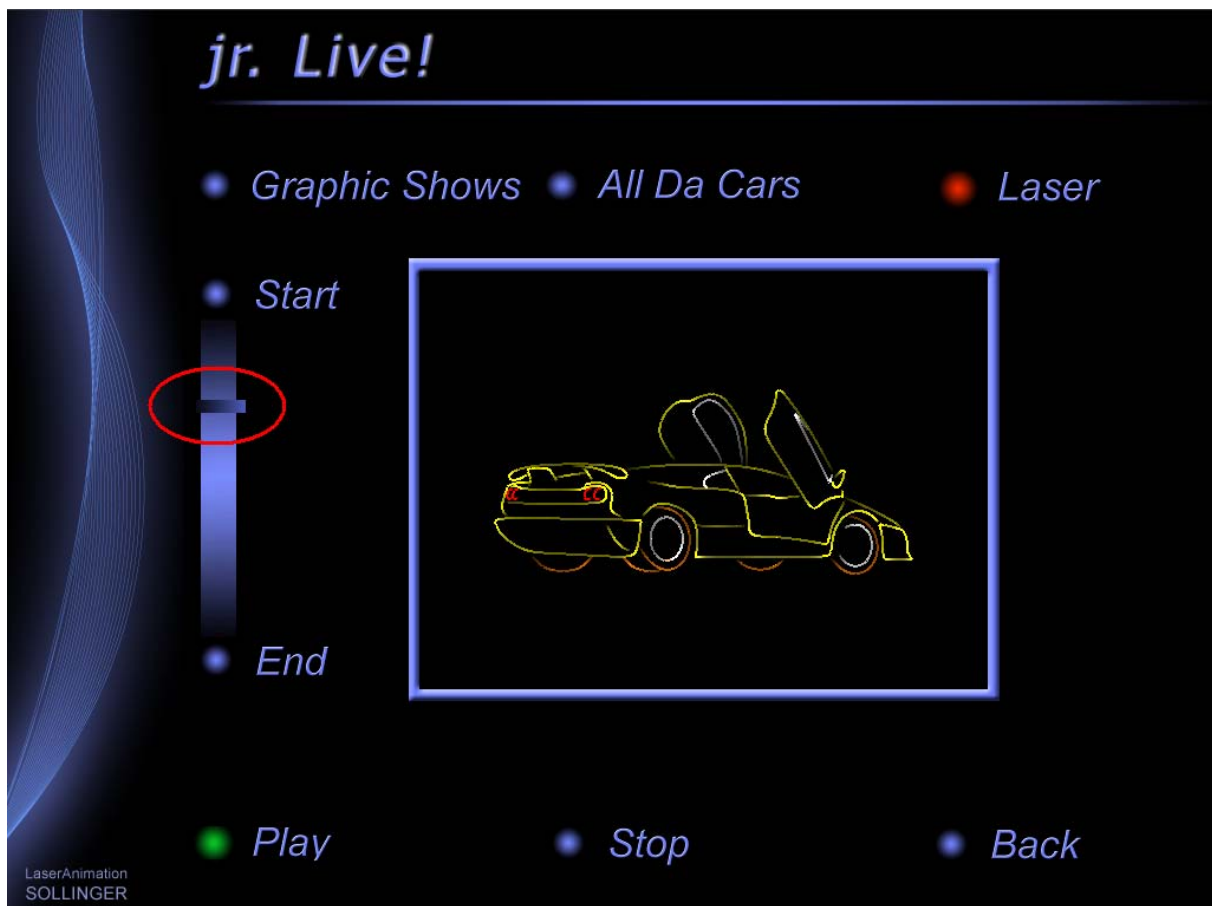 jr. Live!
Graphic Shows All Da Cars Laser
Start
End
Play Stop Back
LaserAnimation
SOLLINGER